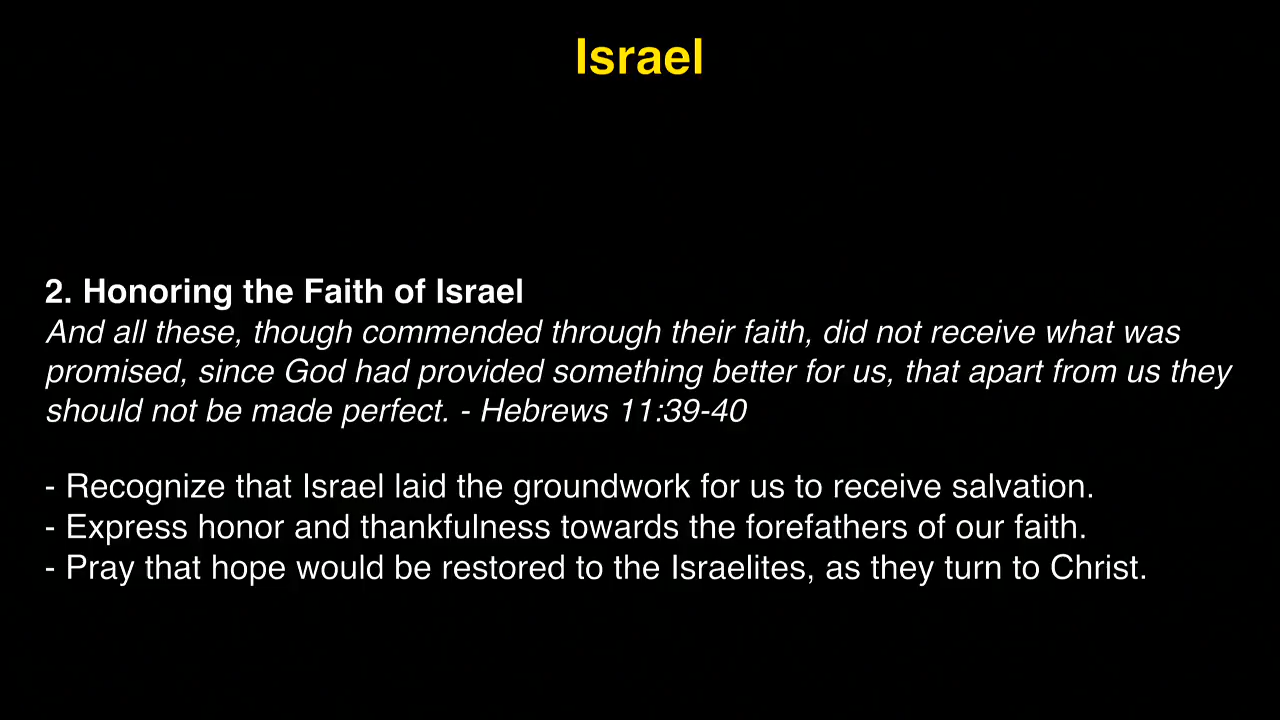 Israel
2. Honoring the Faith of Israel
And all these, though commended through their faith, did not receive what was
promised, since God had provided something better for us, that apart from us they
should not be made perfect. - Hebrews 11:39-40
- Recognize that Israel laid the groundwork for us to receive salvation.
- Express honor and thankfulness towards the forefathers of our faith.
- Pray that hope would be restored to the Israelites, as they turn to Christ.